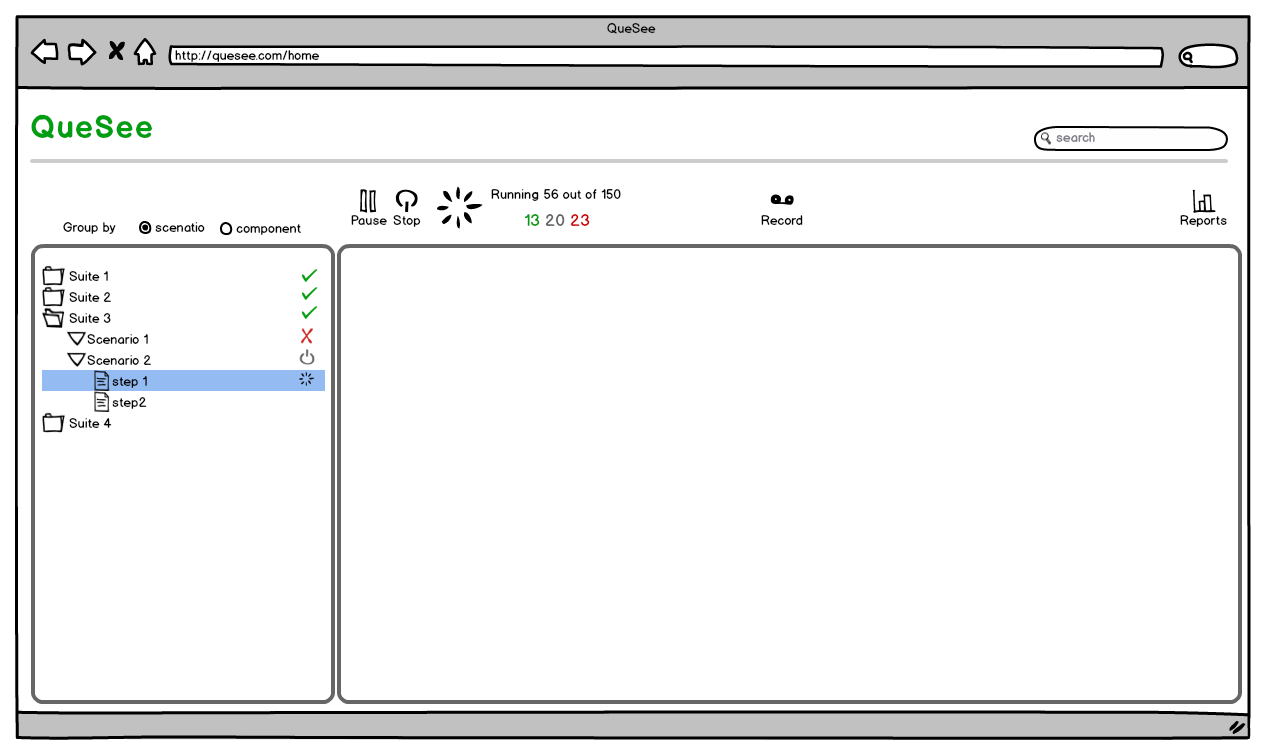 QueSee
http://quesee.com/home
QueSee
search
Running 56 out of 150
Pause Stop
13 20 23
Record
Reports
Group by scenatio component
Suite 1
Suite 2
Suite 3
Scenario 1
Scenario 2
step 1
step2
Suite 4